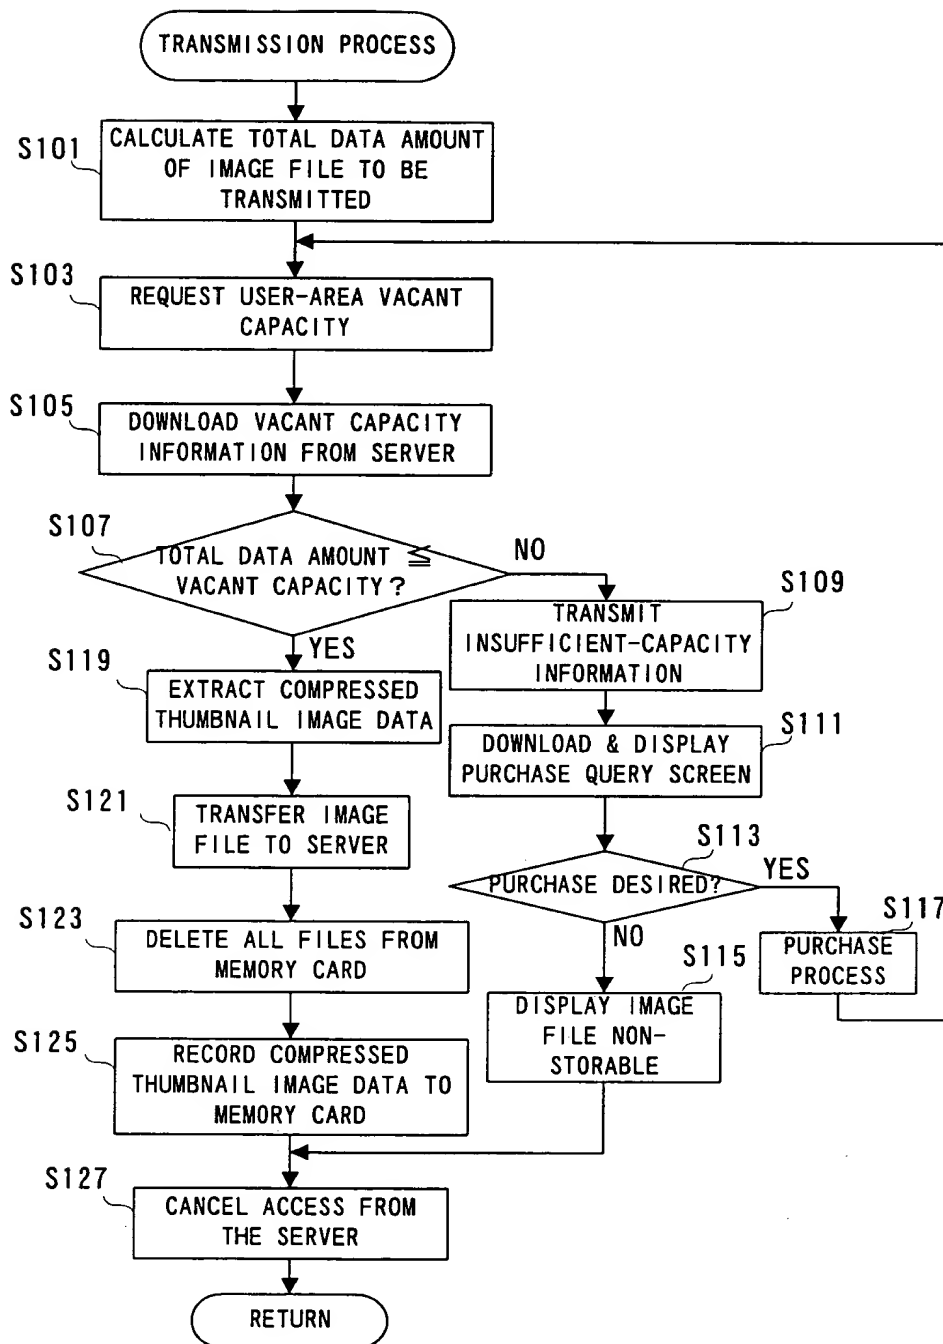 TRANSMISSION PROCESS
S101
CALCULATE TOTAL DATA AMOUNT
OF IMAGE FILE TO BE
TRANSMITTED
S103
REQUEST USER-AREA VACANT
CAPACITY
S105
DOWNLOAD VACANT CAPACITY
INFORMATION FROM SERVER
S107
TOTAL DATA AMOUNT ≦
VACANT CAPACITY?
NO
YES
S109
TRANSMIT
INSUFFICIENT-CAPACITY
INFORMATION
S111
DOWNLOAD & DISPLAY
PURCHASE QUERY SCREEN
S113
PURCHASE DESIRED?
YES
NO
S117
PURCHASE
PROCESS
S115
DISPLAY IMAGE
FILE NON-
STORABLE
S119
EXTRACT COMPRESSED
THUMBNAIL IMAGE DATA
S121
TRANSFER IMAGE
FILE TO SERVER
S123
DELETE ALL FILES FROM
MEMORY CARD
S125
RECORD COMPRESSED
THUMBNAIL IMAGE DATA TO
MEMORY CARD
S127
CANCEL ACCESS FROM
THE SERVER
RETURN